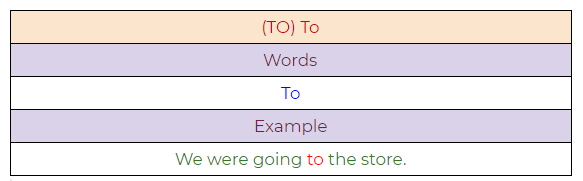 (TO) To
Words
To
Example
We were going to the store.